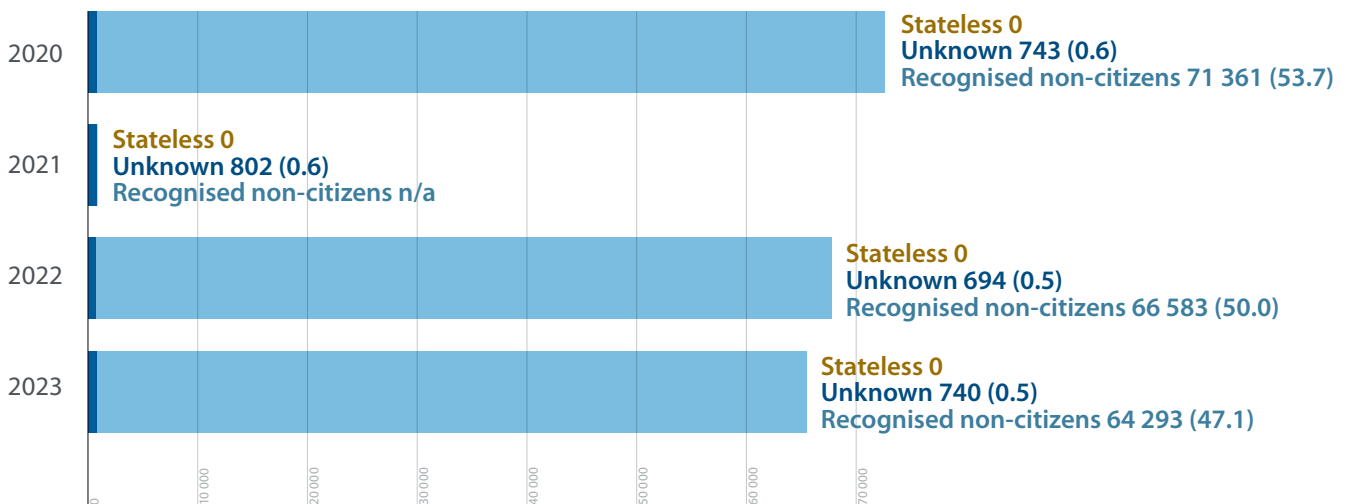 2020
Stateless 0
Unknown 743 (0.6)
Recognised non-citizens 71 361 (53.7)
2021
Stateless 0
Unknown 802 (0.6)
Recognised non-citizens n/a
2022
Stateless 0
Unknown 694 (0.5)
Recognised non-citizens 66 583 (50.0)
2023
Stateless 0
Unknown 740 (0.5)
Recognised non-citizens 64 293 (47.1)
0
10 000
20 000
30 000
40 000
50 000
60 000
70 000